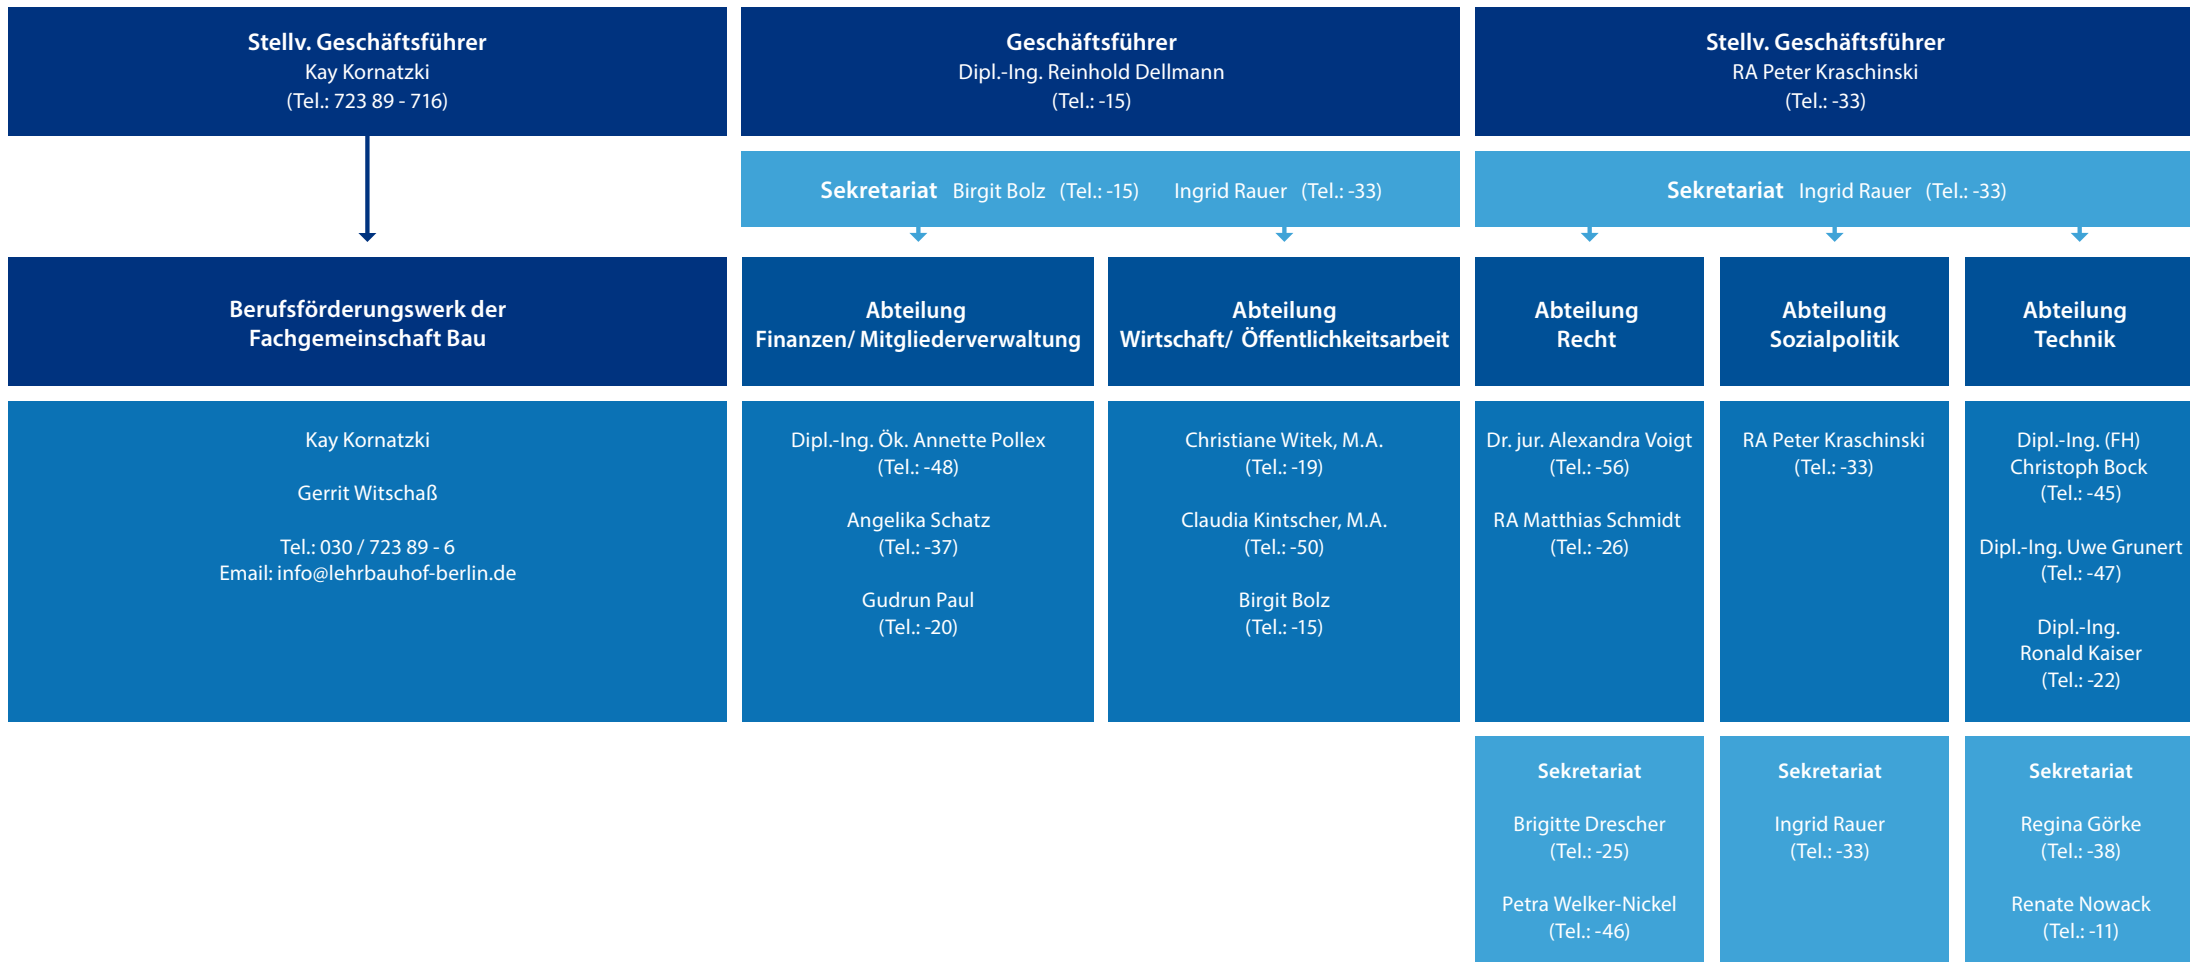 Stellv. Geschäftsführer
Kay Kornatzki
(Tel.: 723 89 - 716)
Geschäftsführer
Dipl.-Ing. Reinhold Dellmann
(Tel.: -15)
Stellv. Geschäftsführer
RA Peter Kraschinski
(Tel.: -33)
Sekretariat Birgit Bolz (Tel.: -15) Ingrid Rauer (Tel.: -33)
Sekretariat Ingrid Rauer (Tel.: -33)
Berufsförderungswerk der
Fachgemeinschaft Bau
Abteilung
Finanzen/ Mitgliederverwaltung
Abteilung
Wirtschaft/ Öffentlichkeitsarbeit
Abteilung
Recht
Abteilung
Sozialpolitik
Abteilung
Technik
Kay Kornatzki
Gerrit Witschaß
Tel.: 030 / 723 89 - 6
Email: info@lehrbauhof-berlin.de
Dipl.-Ing. Ök. Annette Pollex
(Tel.: -48)
Angelika Schatz
(Tel.: -37)
Gudrun Paul
(Tel.: -20)
Christiane Witek, M.A.
(Tel.: -19)
Claudia Kintscher, M.A.
(Tel.: -50)
Birgit Bolz
(Tel.: -15)
Dr. jur. Alexandra Voigt
(Tel.: -56)
RA Matthias Schmidt
(Tel.: -26)
RA Peter Kraschinski
(Tel.: -33)
Dipl.-Ing. (FH)
Christoph Bock
(Tel.: -45)
Dipl.-Ing. Uwe Grunert
(Tel.: -47)
Dipl.-Ing.
Ronald Kaiser
(Tel.: -22)
Sekretariat
Brigitte Drescher
(Tel.: -25)
Petra Welker-Nickel
(Tel.: -46)
Sekretariat
Ingrid Rauer
(Tel.: -33)
Sekretariat
Regina Görke
(Tel.: -38)
Renate Nowack
(Tel.: -11)